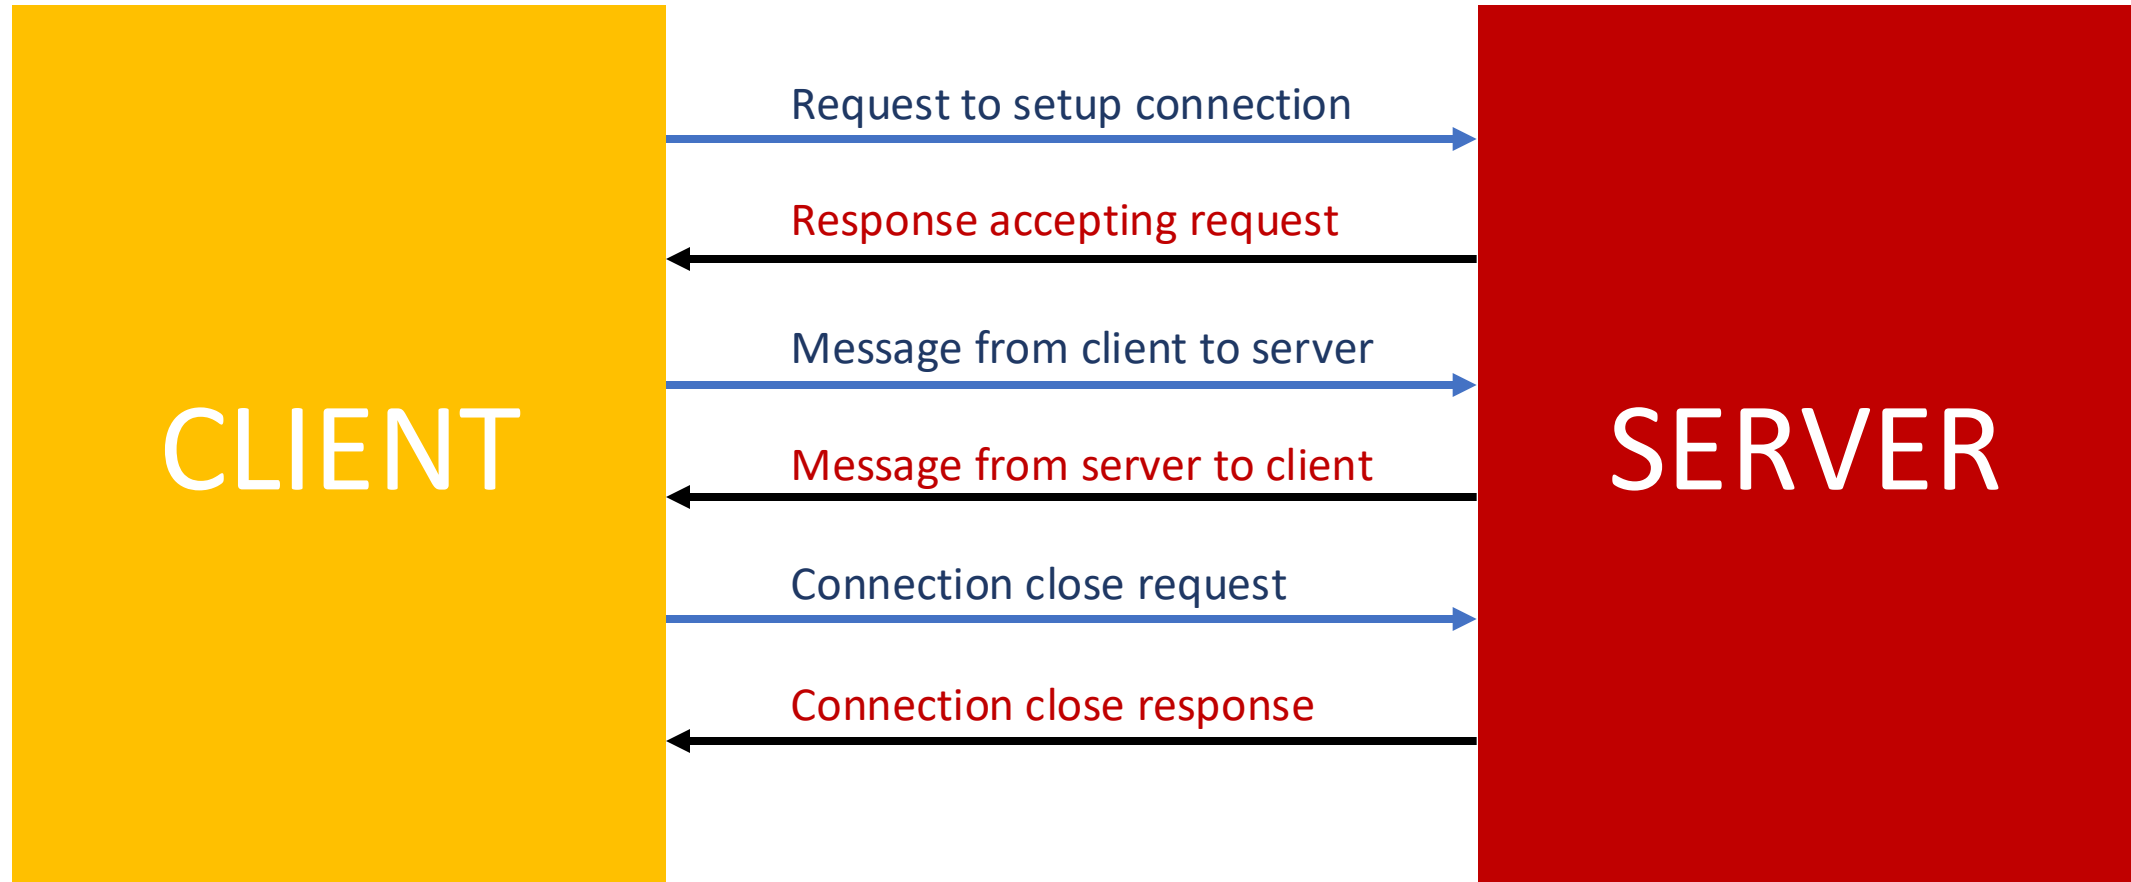 Request to setup connection
Response accepting request
Message from client to server
CLIENT
SERVER
Message from server to client
Connection close request
Connection close response